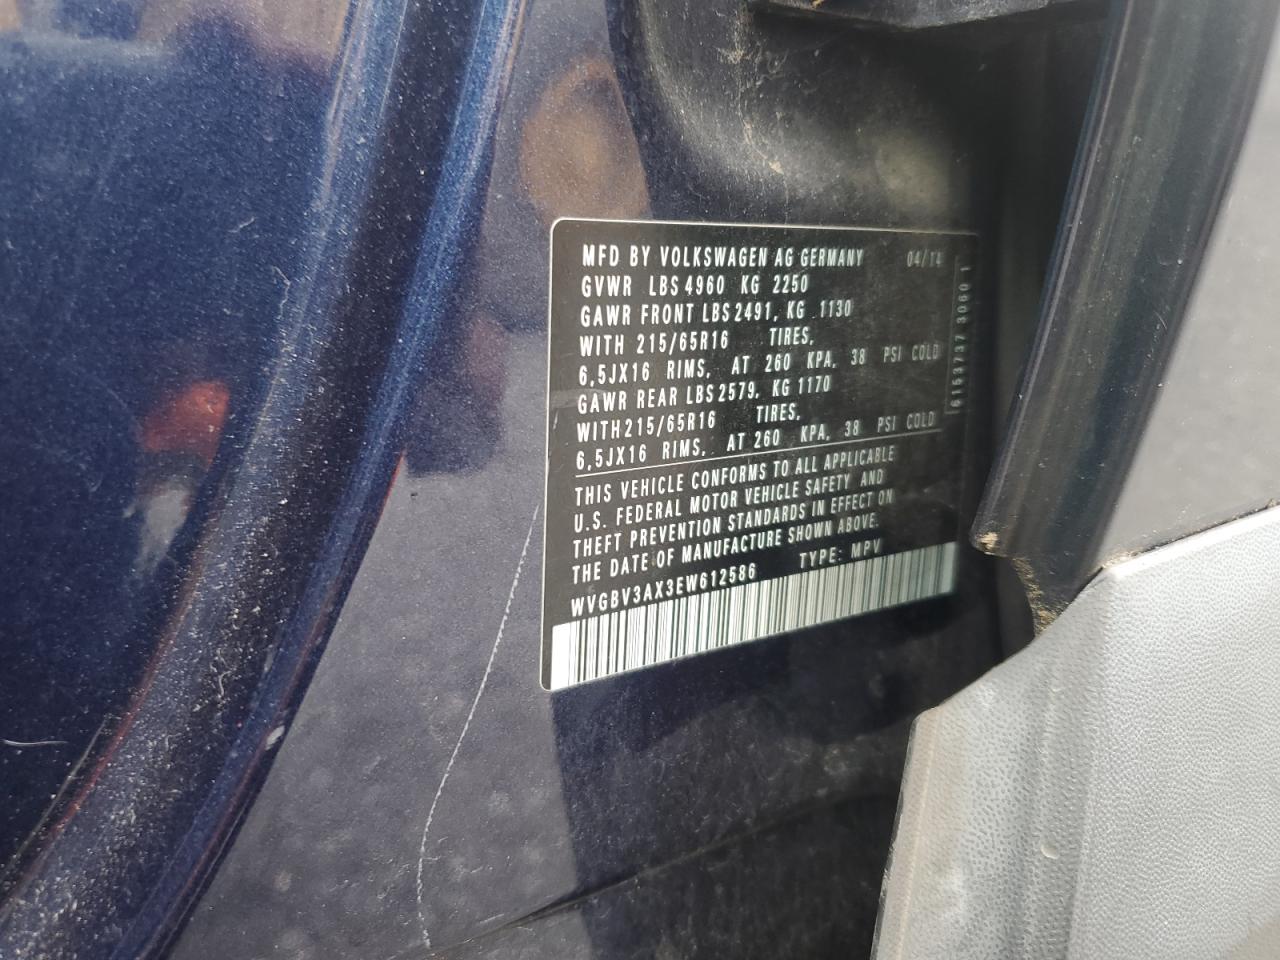 MFD BY VOLKSWAGEN AG GERMANY 04/14
GVWR LBS 4960 KG 2250
GAWR FRONT LBS 2491, KG 1130
WITH 215/65R16 TIRES,
6,5JX16 RIMS, AT 260 KPA, 38 PSI COLD
GAWR REAR LBS 2579, KG 1170
WITH 215/65R16 TIRES,
6,5JX16 RIMS, AT 260 KPA, 38 PSI COLD
THIS VEHICLE CONFORMS TO ALL APPLICABLE
U.S. FEDERAL MOTOR VEHICLE SAFETY AND
THEFT PREVENTION STANDARDS IN EFFECT ON
THE DATE OF MANUFACTURE SHOWN ABOVE.
WVGBV3AX3EW612586 TYPE: MPV
6153737 3060 1